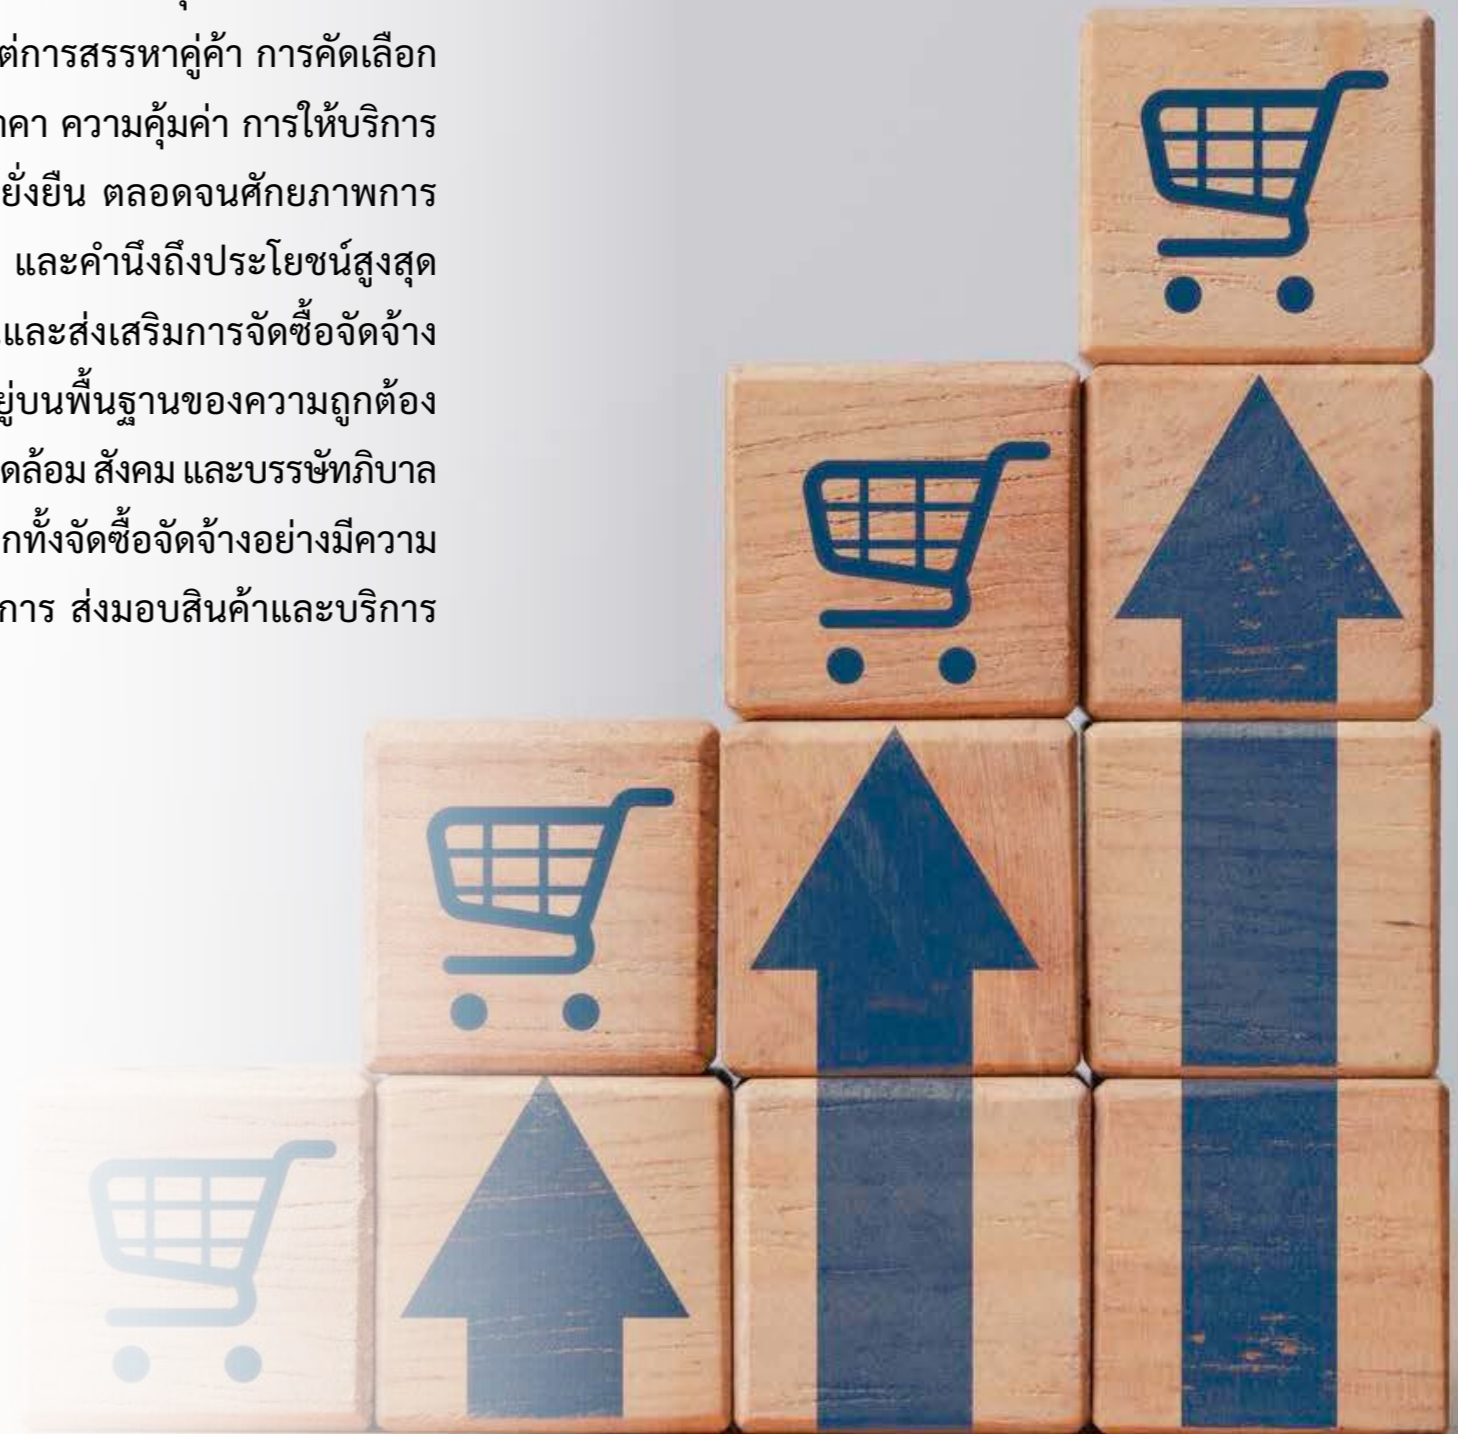 ต่การสรรหาคู่ค้า การคัดเลือก
าคา ความคุ้มค่า การให้บริการ
ยั่งยืน ตลอดจนศักยภาพการ
และคำนึงถึงประโยชน์สูงสุด
และส่งเสริมการจัดซื้อจัดจ้าง
ยู่บนพื้นฐานของความถูกต้อง
ดล้อม สังคม และบรรษัทภิบาล
กทั้งจัดซื้อจัดจ้างอย่างมีความ
การ ส่งมอบสินค้าและบริการ